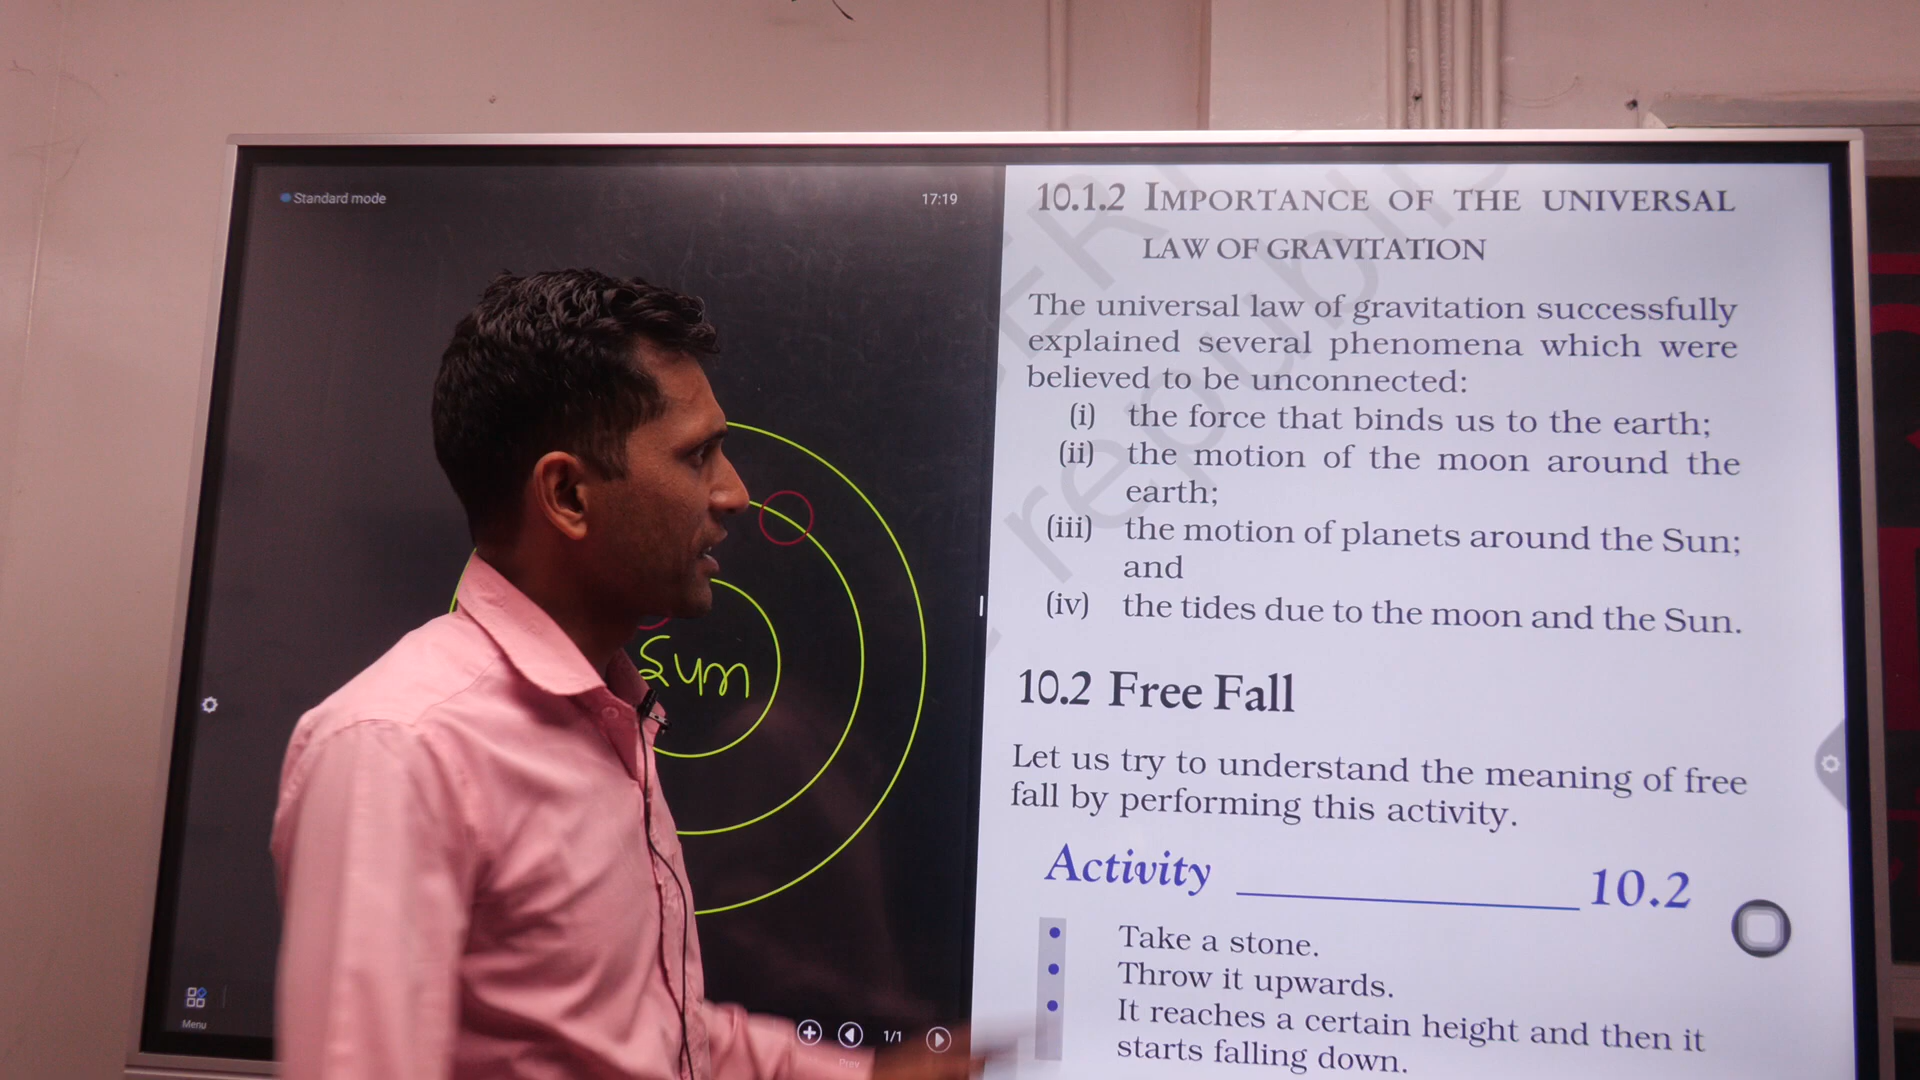 Standard mode
17:19
Sun
Menu
1/1
Prev
10.1.2 IMPORTANCE OF THE UNIVERSAL
LAW OF GRAVITATION
The universal law of gravitation successfully
explained several phenomena which were
believed to be unconnected:
(i) the force that binds us to the earth;
(ii) the motion of the moon around the
earth;
(iii) the motion of planets around the Sun;
and
(iv) the tides due to the moon and the Sun.
10.2 Free Fall
Let us try to understand the meaning of free
fall by performing this activity.
Activity 10.2
• Take a stone.
• Throw it upwards.
• It reaches a certain height and then it
starts falling down.